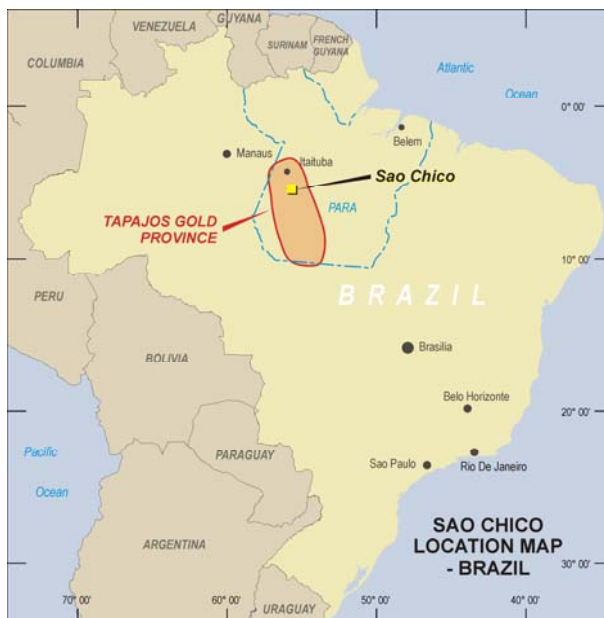 GUYANA
VENEZUELA
SURINAM
FRENCH
GUYANA
COLUMBIA
Atlantic
Ocean
0° 00'
Belem
Manaus
Itaituba
Sao Chico
PARA
TAPAJOS GOLD
PROVINCE
10° 00'
BRAZIL
PERU
Brasilia
BOLIVIA
Belo Horizonte
20° 00'
Pacific
Ocean
PARAGUAY
Sao Paulo
Rio De Janeiro
SAO CHICO
LOCATION MAP
- BRAZIL
ARGENTINA
30° 00'
URAGUAY
70° 00'
60° 00'
50° 00'
40° 00'